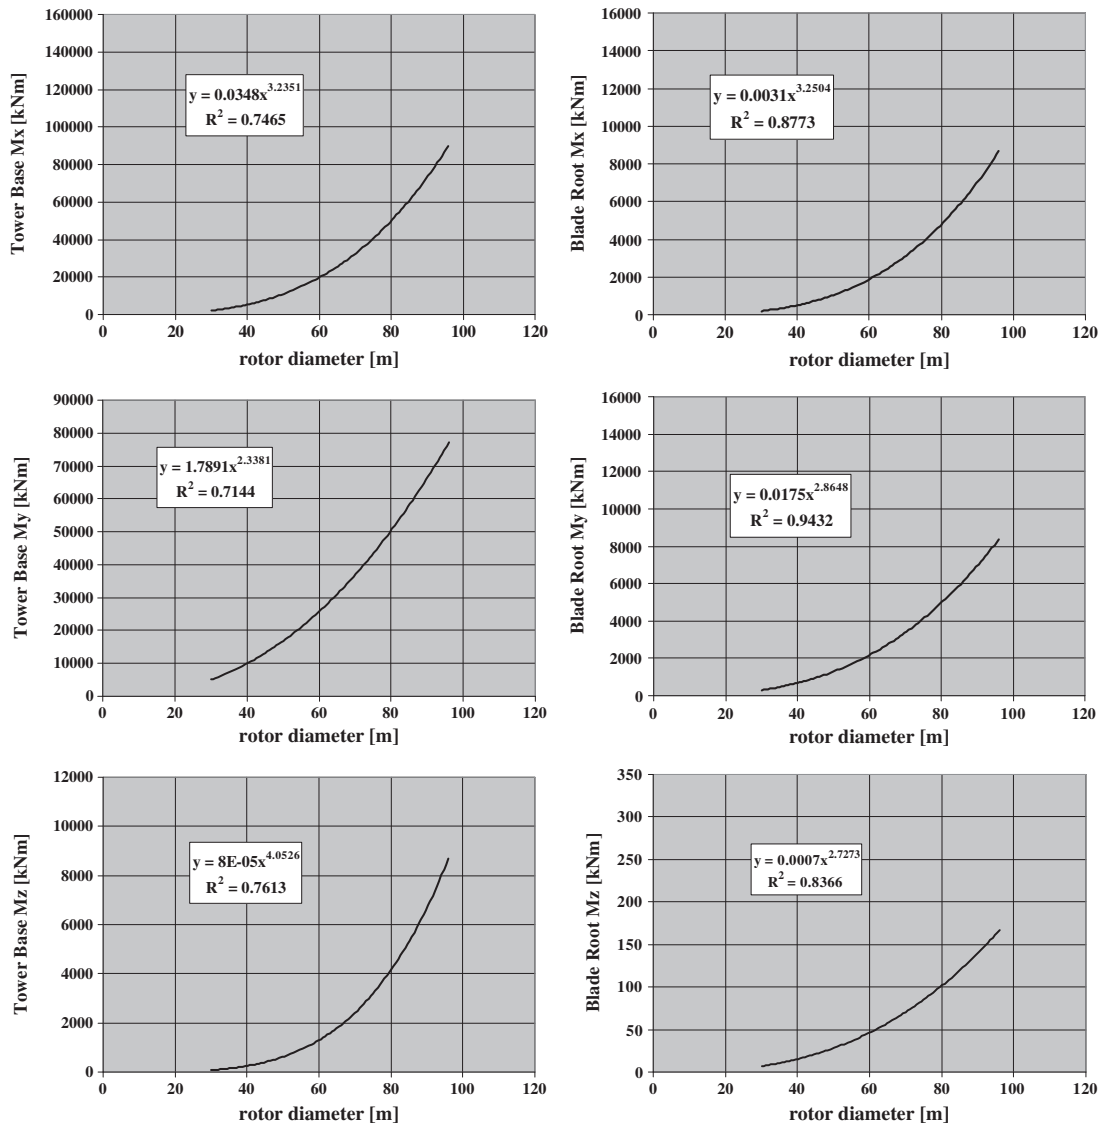 160000
140000
120000
100000
80000
60000
40000
20000
0
0 20 40 60 80 100 120
Tower Base Mx [kNm]
y = 0.0348x^3.2351
R^2 = 0.7465
rotor diameter [m]
16000
14000
12000
10000
8000
6000
4000
2000
0
0 20 40 60 80 100 120
Blade Root Mx [kNm]
y = 0.0031x^3.2504
R^2 = 0.8773
rotor diameter [m]
90000
80000
70000
60000
50000
40000
30000
20000
10000
0
0 20 40 60 80 100 120
Tower Base My [kNm]
y = 1.7891x^2.3381
R^2 = 0.7144
rotor diameter [m]
16000
14000
12000
10000
8000
6000
4000
2000
0
0 20 40 60 80 100 120
Blade Root My [kNm]
y = 0.0175x^2.8648
R^2 = 0.9432
rotor diameter [m]
12000
10000
8000
6000
4000
2000
0
0 20 40 60 80 100 120
Tower Base Mz [kNm]
y = 8E-05x^4.0526
R^2 = 0.7613
rotor diameter [m]
350
300
250
200
150
100
50
0
0 20 40 60 80 100 120
Blade Root Mz [kNm]
y = 0.0007x^2.7273
R^2 = 0.8366
rotor diameter [m]